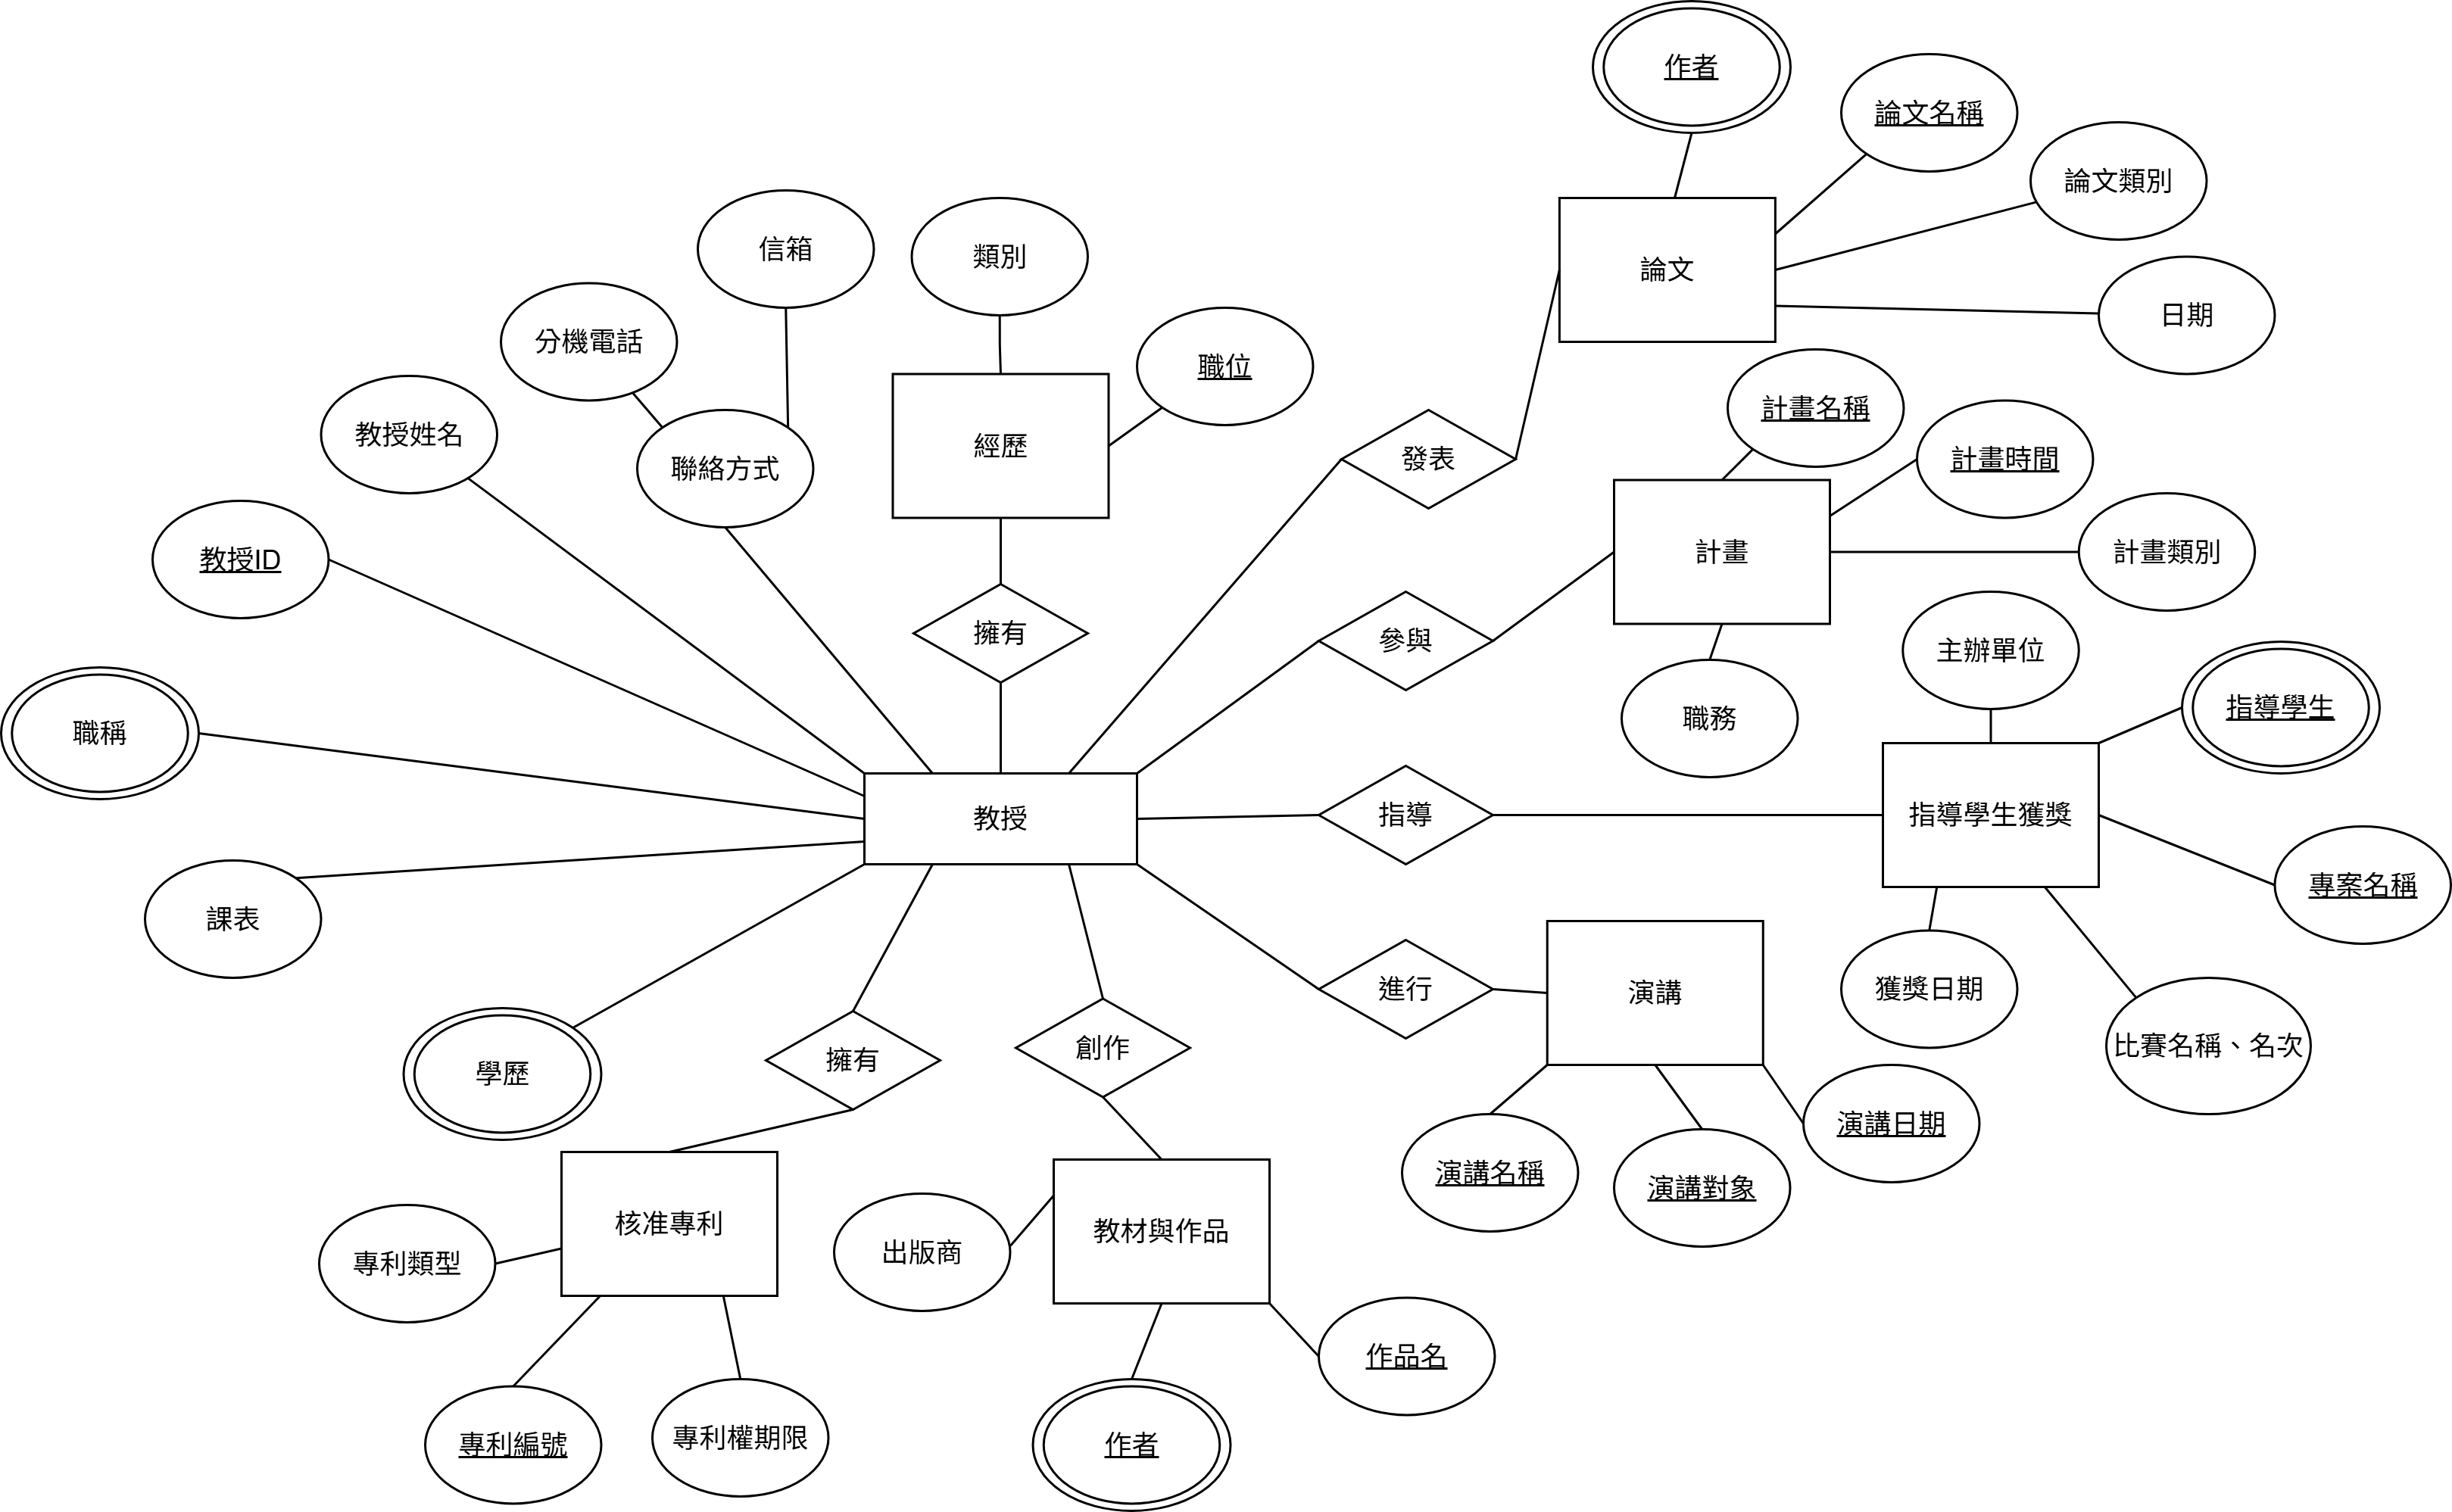 作者
論文名稱
論文類別
信箱
類別
論文
日期
分機電話
職位
計畫名稱
教授姓名
聯絡方式
經歷
發表
計畫時間
教授ID
計畫
計畫類別
擁有
參與
主辦單位
職稱
職務
指導學生
教授
指導
指導學生獲獎
專案名稱
課表
進行
演講
獲獎日期
比賽名稱、名次
學歷
擁有
創作
演講日期
演講名稱
演講對象
核准專利
教材與作品
專利類型
出版商
作品名
專利編號
專利權期限
作者